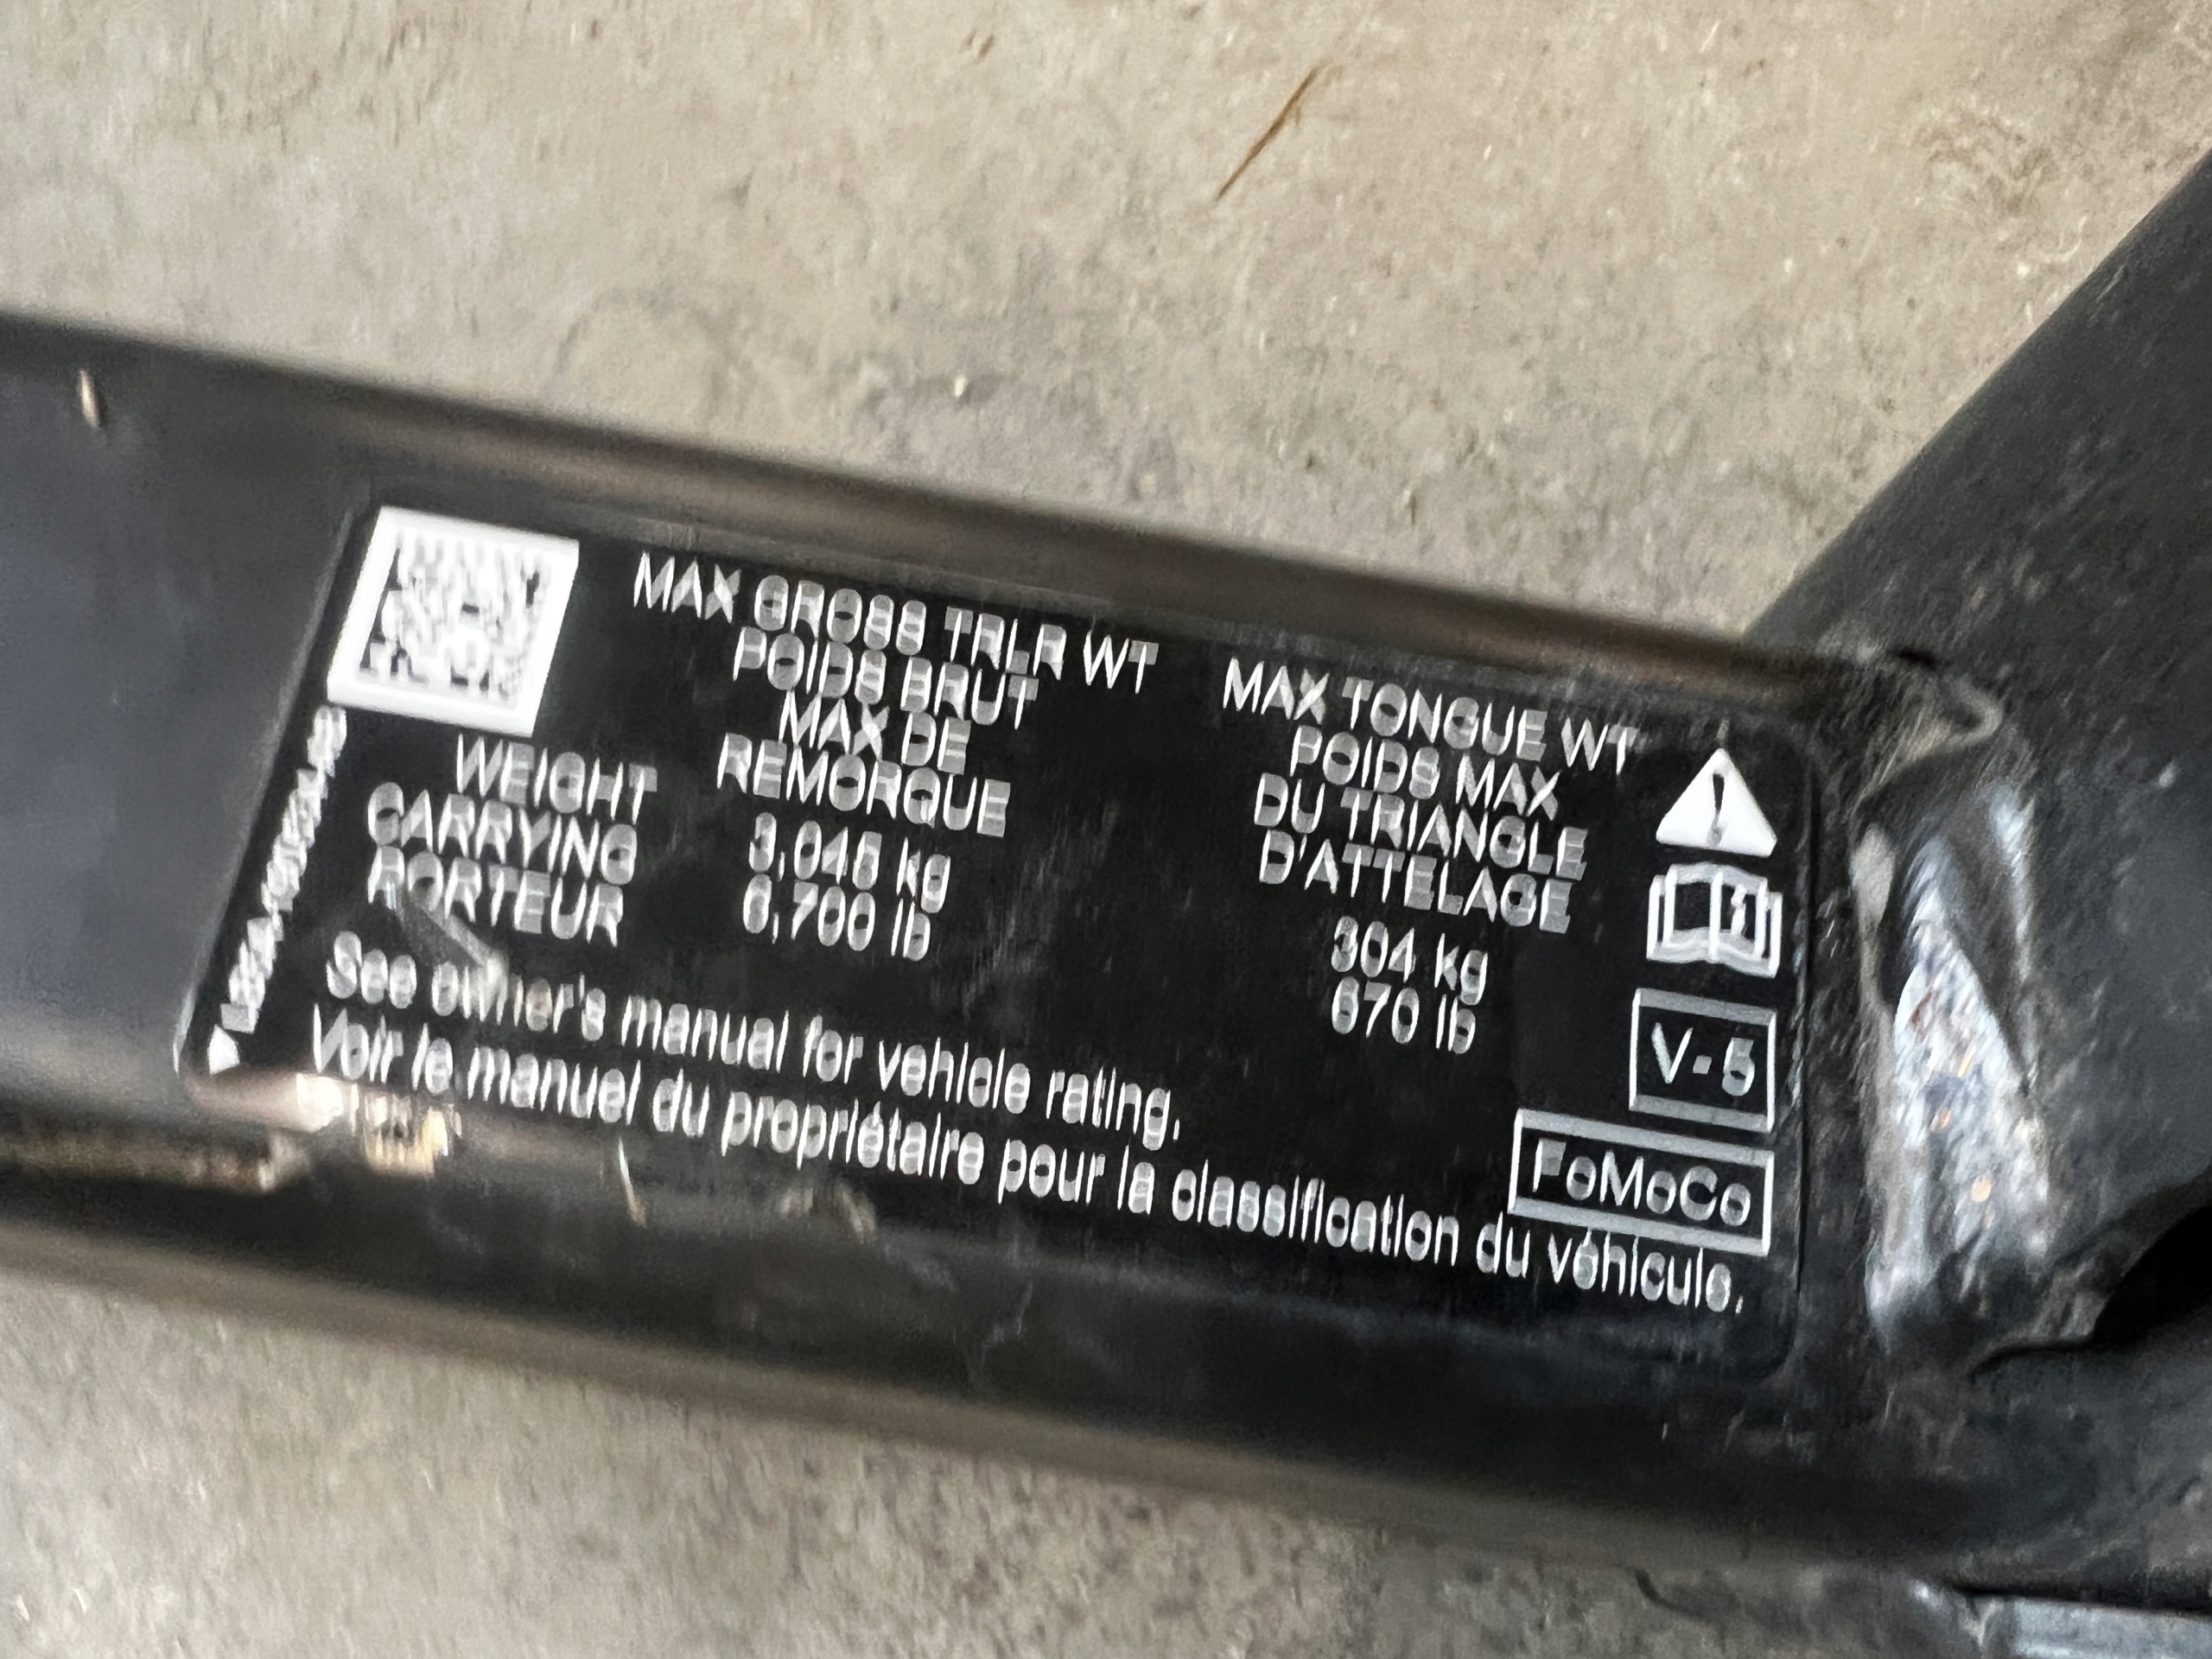 MAX GROSS TRLR WT
POIDS BRUT
MAX DE
REMORQUE
3,048 kg
6,700 lb
MAX TONGUE WT
POIDS MAX
DU TRIANGLE
D'ATTELAGE
304 kg
670 lb
WEIGHT
CARRYING
PORTEUR
See owner's manual for vehicle rating.
Voir le manuel du propriétaire pour la classification du véhicule.
V-5
FoMoCo